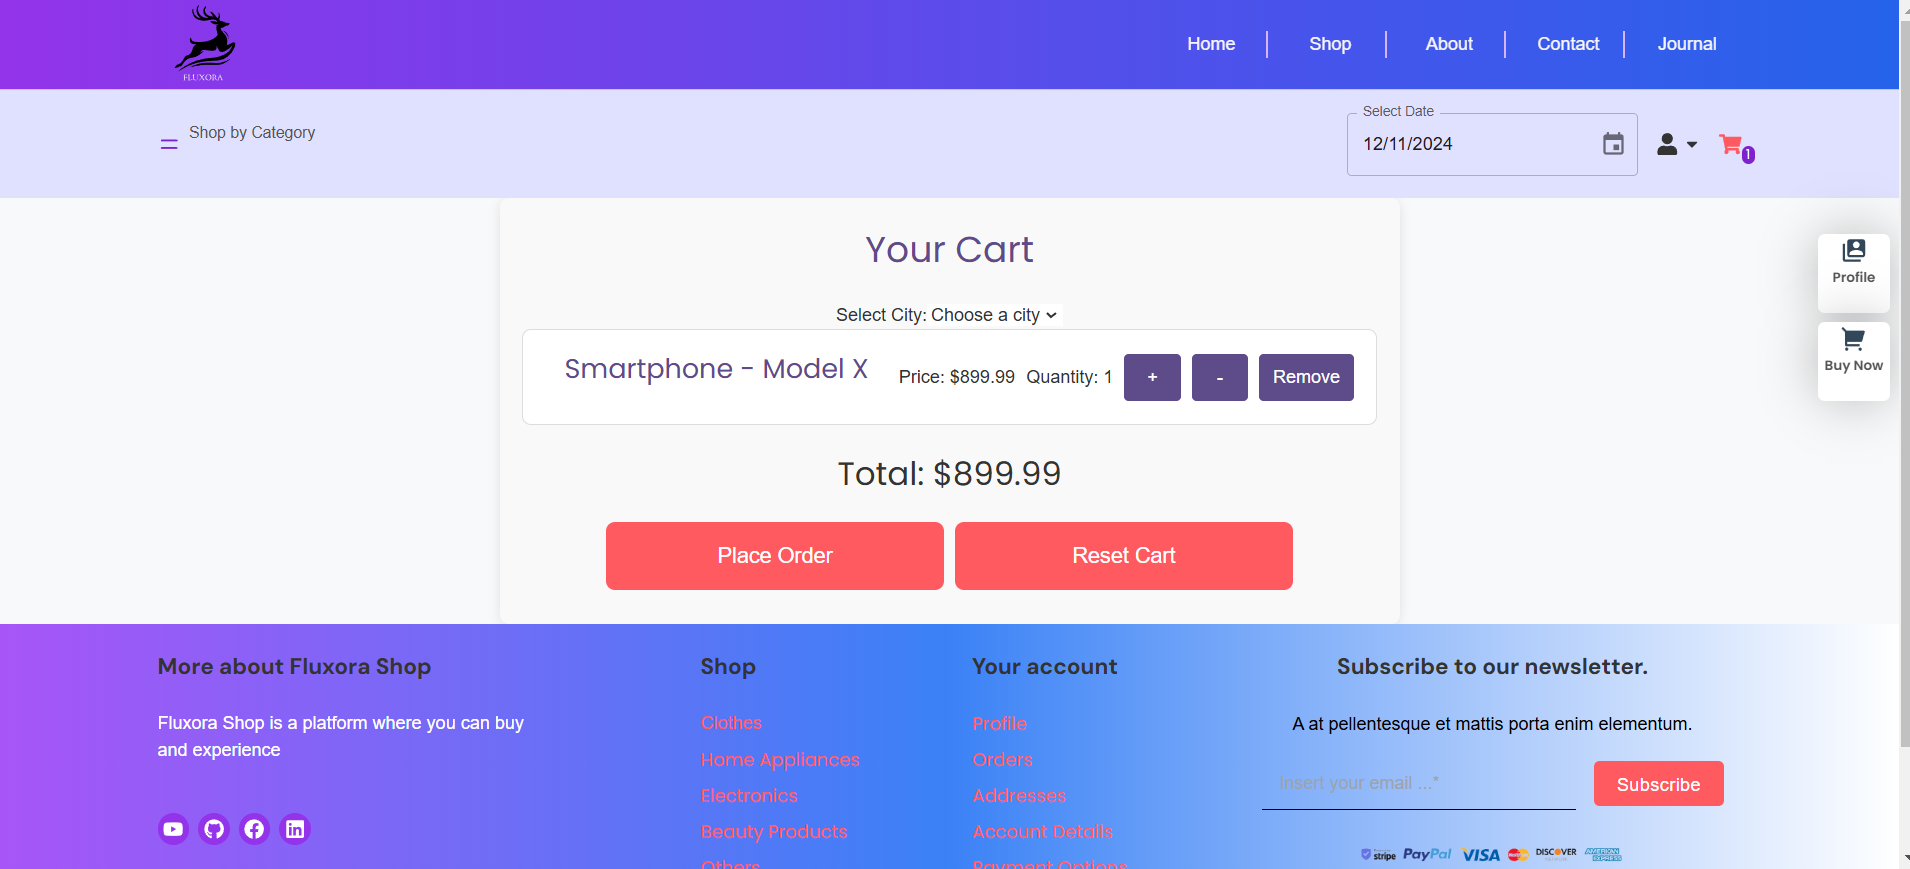 FLUXORA
Home
Shop
About
Contact
Journal
Shop by Category
Select Date
12/11/2024
1
Your Cart
Select City: Choose a city
Smartphone - Model X
Price: $899.99 Quantity: 1
+
-
Remove
Total: $899.99
Place Order
Reset Cart
Profile
Buy Now
More about Fluxora Shop
Fluxora Shop is a platform where you can buy
and experience
Shop
Clothes
Home Appliances
Electronics
Beauty Products
Others
Your account
Profile
Orders
Addresses
Account Details
Payment Options
Subscribe to our newsletter.
A at pellentesque et mattis porta enim elementum.
Insert your email ...*
Subscribe
stripe
PayPal
VISA
DISCOVER
AMERICAN
EXPRESS